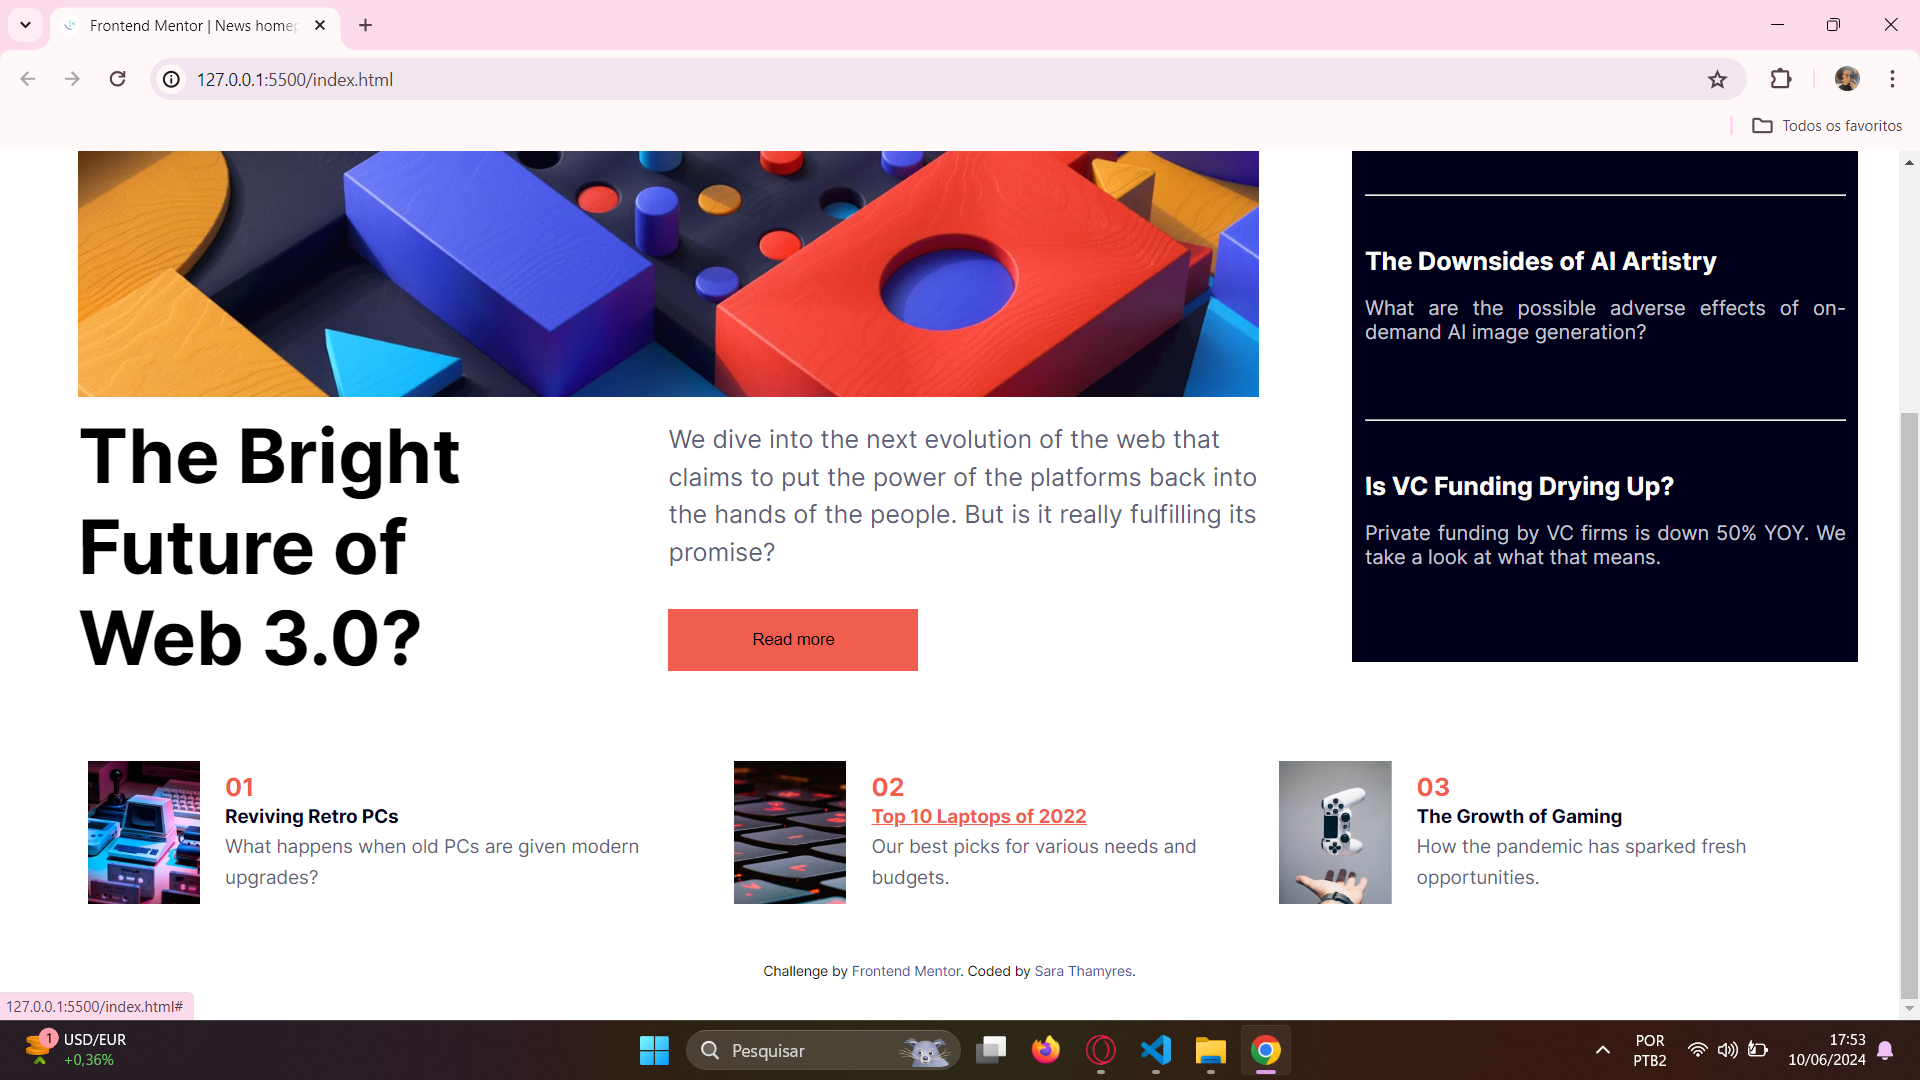 Frontend Mentor | News homep
127.0.0.1:5500/index.html
Todos os favoritos
The Downsides of AI Artistry
What are the possible adverse effects of on-
demand AI image generation?
Is VC Funding Drying Up?
Private funding by VC firms is down 50% YOY. We
take a look at what that means.
The Bright
Future of
Web 3.0?
We dive into the next evolution of the web that
claims to put the power of the platforms back into
the hands of the people. But is it really fulfilling its
promise?
Read more
01
Reviving Retro PCs
What happens when old PCs are given modern
upgrades?
02
Top 10 Laptops of 2022
Our best picks for various needs and
budgets.
03
The Growth of Gaming
How the pandemic has sparked fresh
opportunities.
Challenge by Frontend Mentor. Coded by Sara Thamyres.
127.0.0.1:5500/index.html#
1
USD/EUR
+0,36%
Pesquisar
POR
PTB2
17:53
10/06/2024